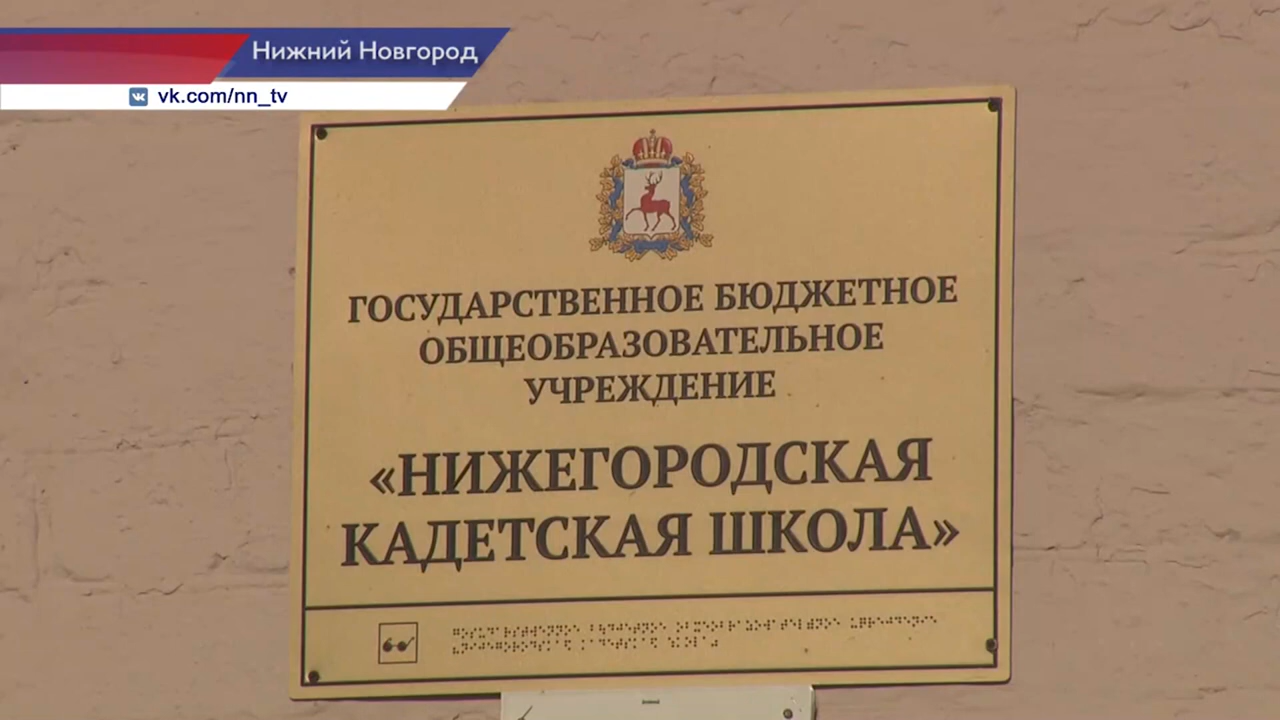 Нижний Новгород
vk.com/nn_tv
ГОСУДАРСТВЕННОЕ БЮДЖЕТНОЕ
ОБЩЕОБРАЗОВАТЕЛЬНОЕ
УЧРЕЖДЕНИЕ
«НИЖЕГОРОДСКАЯ
КАДЕТСКАЯ ШКОЛА»